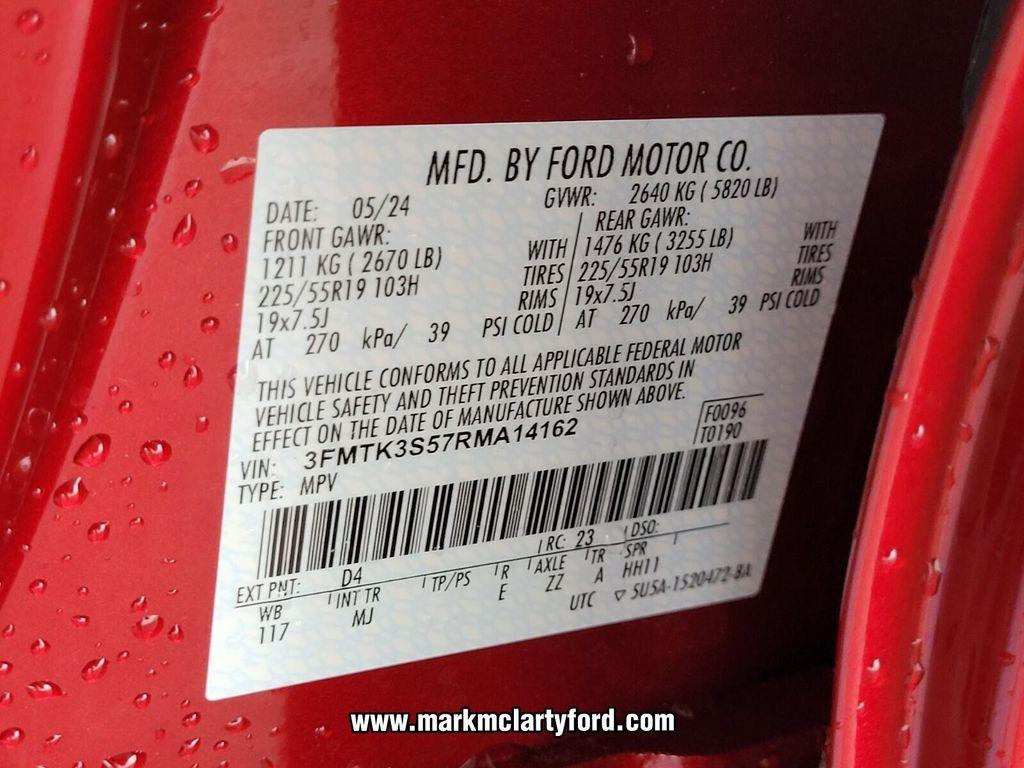 MFD. BY FORD MOTOR CO.
DATE: 05/24 GVWR: 2640 KG ( 5820 LB)
FRONT GAWR: REAR GAWR:
1211 KG ( 2670 LB) WITH 1476 KG ( 3255 LB) WITH
225/55R19 103H TIRES 225/55R19 103H TIRES
19x7.5J RIMS 19x7.5J RIMS
AT 270 kPa/ 39 PSI COLD AT 270 kPa/ 39 PSI COLD
THIS VEHICLE CONFORMS TO ALL APPLICABLE FEDERAL MOTOR
VEHICLE SAFETY AND THEFT PREVENTION STANDARDS IN
EFFECT ON THE DATE OF MANUFACTURE SHOWN ABOVE.
VIN: 3FMTK3S57RMA14162 F0096
TYPE: MPV T0190
EXT PNT: D4 RC: 23 DSO:
WB INT TR TP/PS R AXLE TR SPR
117 MJ E ZZ A HH11
UTC ▽ 5U5A-1520472-BA
www.markmclartyford.com